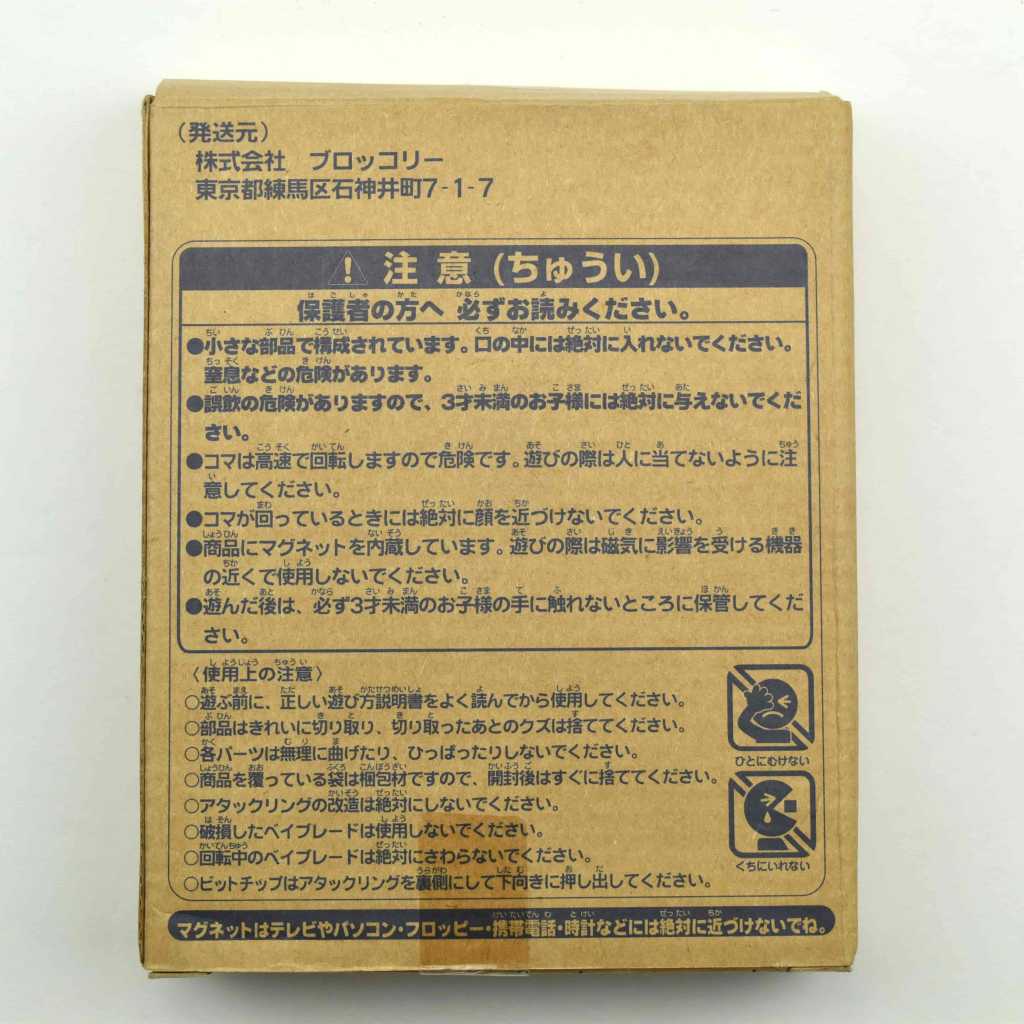 (発送元)
株式会社 ブロッコリー
東京都練馬区石神井町7-1-7
注意(ちゅうい)
保護者の方へ 必ずお読みください。
●小さな部品で構成されています。口の中には絶対に入れないでください。
窒息などの危険があります。
●誤飲の危険がありますので、3才未満のお子様には絶対に与えないでくだ
さい。
●コマは高速で回転しますので危険です。遊びの際は人に当てないように注
意してください。
●コマが回っているときには絶対に顔を近づけないでください。
●商品にマグネットを内蔵しています。遊びの際は磁気に影響を受ける機器
の近くで使用しないでください。
●遊んだ後は、必ず3才未満のお子様の手に触れないところに保管してくだ
さい。
〈使用上の注意〉
○遊ぶ前に、正しい遊び方説明書をよく読んでから使用してください。
○部品はきれいに切り取り、切り取ったあとのクズは捨ててください。
○各パーツは無理に曲げたり、ひっぱったりしないでください。
○商品を覆っている袋は梱包材ですので、開封後はすぐに捨ててください。
○アタックリングの改造は絶対にしないでください。
○破損したベイブレードは使用しないでください。
○回転中のベイブレードは絶対にさわらないでください。
○ビットチップはアタックリングを裏側にして下向きに押し出してください。
ひとにむけない
くちにいれない
マグネットはテレビやパソコン・フロッピー・携帯電話・時計などには絶対に近づけないでね。